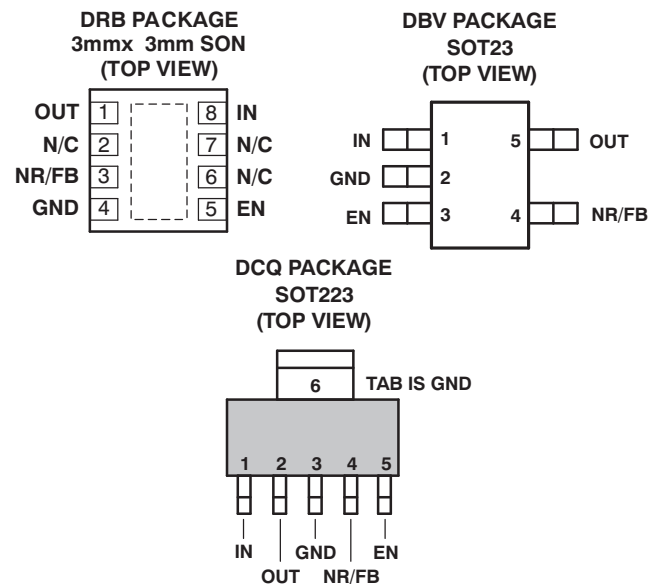 DRB PACKAGE
3mmx 3mm SON
(TOP VIEW)
OUT 1 8 IN
N/C 2 7 N/C
NR/FB 3 6 N/C
GND 4 5 EN
DBV PACKAGE
SOT23
(TOP VIEW)
IN 1 5 OUT
GND 2
EN 3 4 NR/FB
DCQ PACKAGE
SOT223
(TOP VIEW)
6 TAB IS GND
1 2 3 4 5
IN GND EN
OUT NR/FB